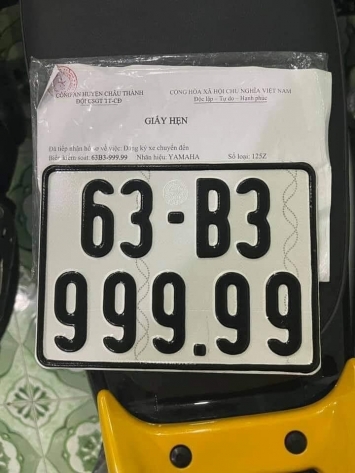 CÔNG AN HUYỆN CHÂU THÀNH
ĐỘI CSGT TT-CĐ
CỘNG HÒA XÃ HỘI CHỦ NGHĨA VIỆT NAM
Độc lập - Tự do - Hạnh phúc
GIẤY HẸN
Đã tiếp nhận hồ sơ về việc: Đăng ký xe chuyển đến
Biển kiểm soát: 63B3-999.99 Nhãn hiệu: YAMAHA Số loại: 125Z
63-B3
999.99